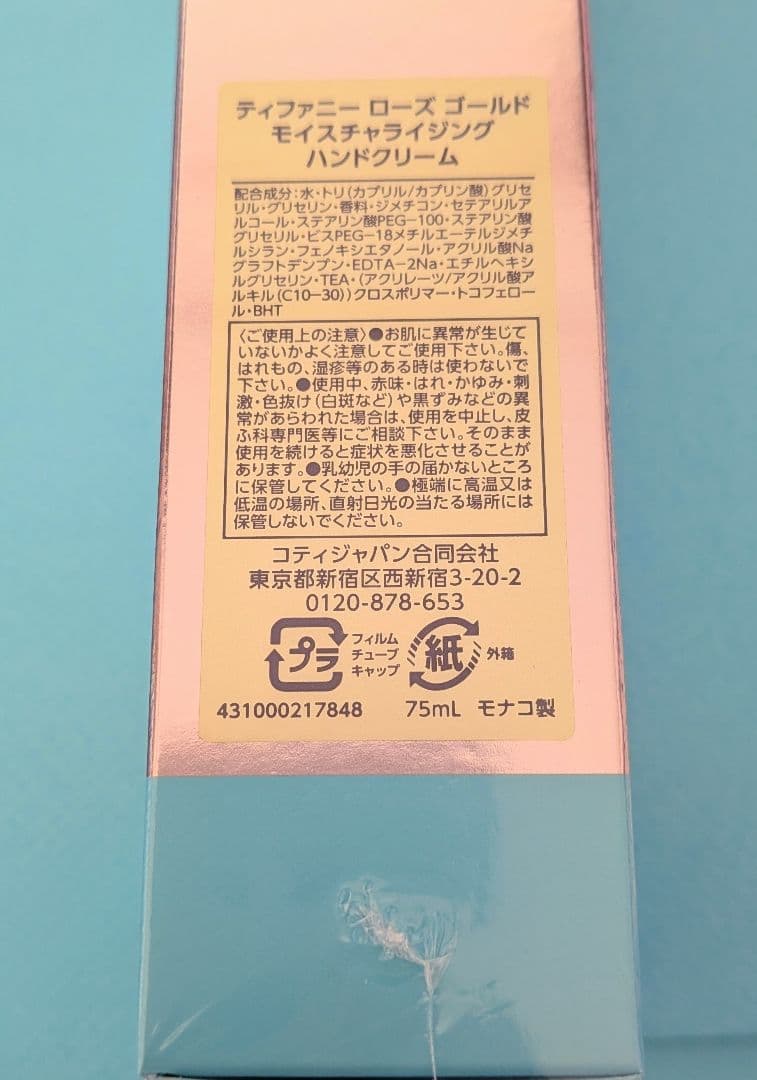 ティファニー ローズ ゴールド
モイスチャライジング
ハンドクリーム
配合成分:水・トリ(カプリル/カプリン酸)グリセ
リル・グリセリン・香料・ジメチコン・セテアリルア
ルコール・ステアリン酸PEG-100・ステアリン酸
グリセリル・ビスPEG-18メチルエーテルジメチ
ルシラン・フェノキシエタノール・アクリル酸Na
グラフトデンプン・EDTA-2Na・エチルヘキシ
ルグリセリン・TEA・(アクリレーツ/アクリル酸ア
ルキル(C10-30))クロスポリマー・トコフェロー
ル・BHT
〈ご使用上の注意〉●お肌に異常が生じて
いないかよく注意してご使用下さい。傷、
はれもの、湿疹等のある時は使わないで
下さい。●使用中、赤味・はれ・かゆみ・刺
激・色抜け(白斑など)や黒ずみなどの異
常があらわれた場合は、使用を中止し、皮
ふ科専門医等にご相談下さい。そのまま
使用を続けると症状を悪化させることが
あります。●乳幼児の手の届かないところ
に保管してください。●極端に高温又は
低温の場所、直射日光の当たる場所には
保管しないでください。
コティジャパン合同会社
東京都新宿区西新宿3-20-2
0120-878-653
プラ
フィルム
チューブ
キャップ
紙
外箱
431000217848 75mL モナコ製